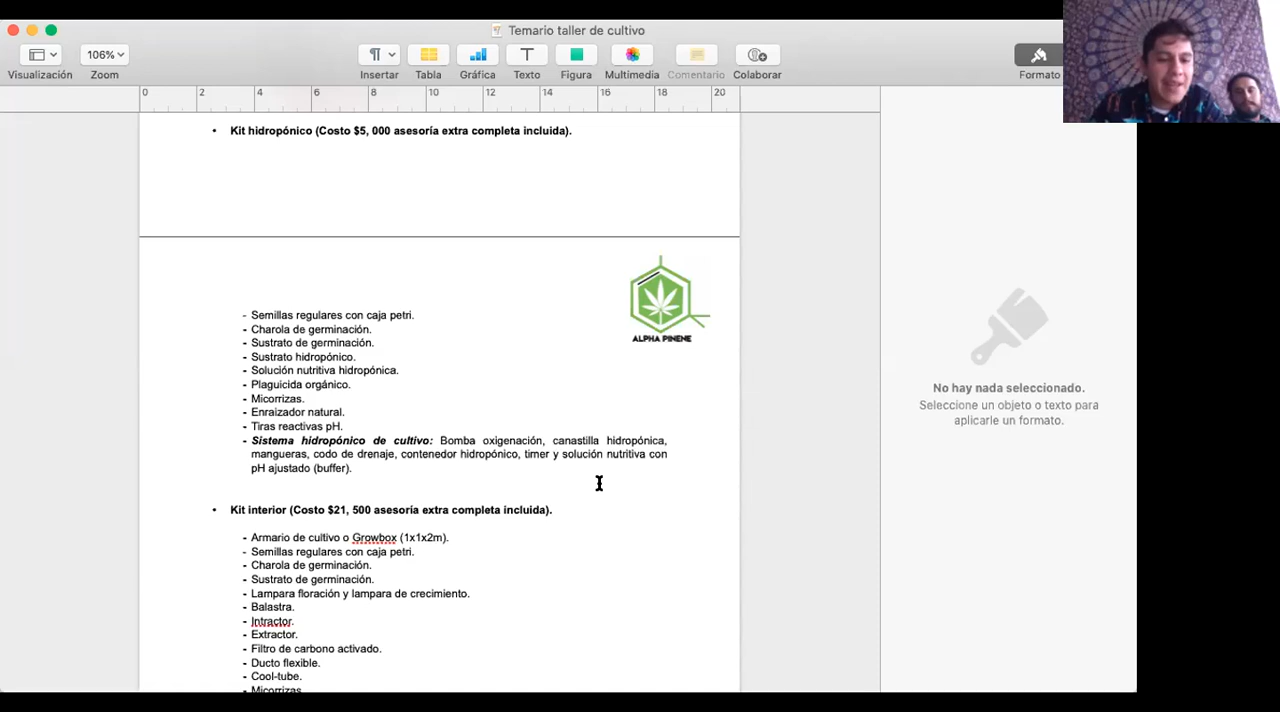 Temario taller de cultivo
106%
Visualización
Zoom
Insertar
Tabla
Gráfica
Texto
Figura
Multimedia
Comentario
Colaborar
Formato
0 2 4 6 8 10 12 14 16 18 20
• Kit hidropónico (Costo $5, 000 asesoría extra completa incluida).
ALPHA PINENE
- Semillas regulares con caja petri.
- Charola de germinación.
- Sustrato de germinación.
- Sustrato hidropónico.
- Solución nutritiva hidropónica.
- Plaguicida orgánico.
- Micorrizas.
- Enraizador natural.
- Tiras reactivas pH.
- Sistema hidropónico de cultivo: Bomba oxigenación, canastilla hidropónica,
mangueras, codo de drenaje, contenedor hidropónico, timer y solución nutritiva con
pH ajustado (buffer).
• Kit interior (Costo $21, 500 asesoría extra completa incluida).
- Armario de cultivo o Growbox (1x1x2m).
- Semillas regulares con caja petri.
- Charola de germinación.
- Sustrato de germinación.
- Lampara floración y lampara de crecimiento.
- Balastra.
- Intractor.
- Extractor.
- Filtro de carbono activado.
- Ducto flexible.
- Cool-tube.
- Micorrizas
No hay nada seleccionado.
Seleccione un objeto o texto para
aplicarle un formato.